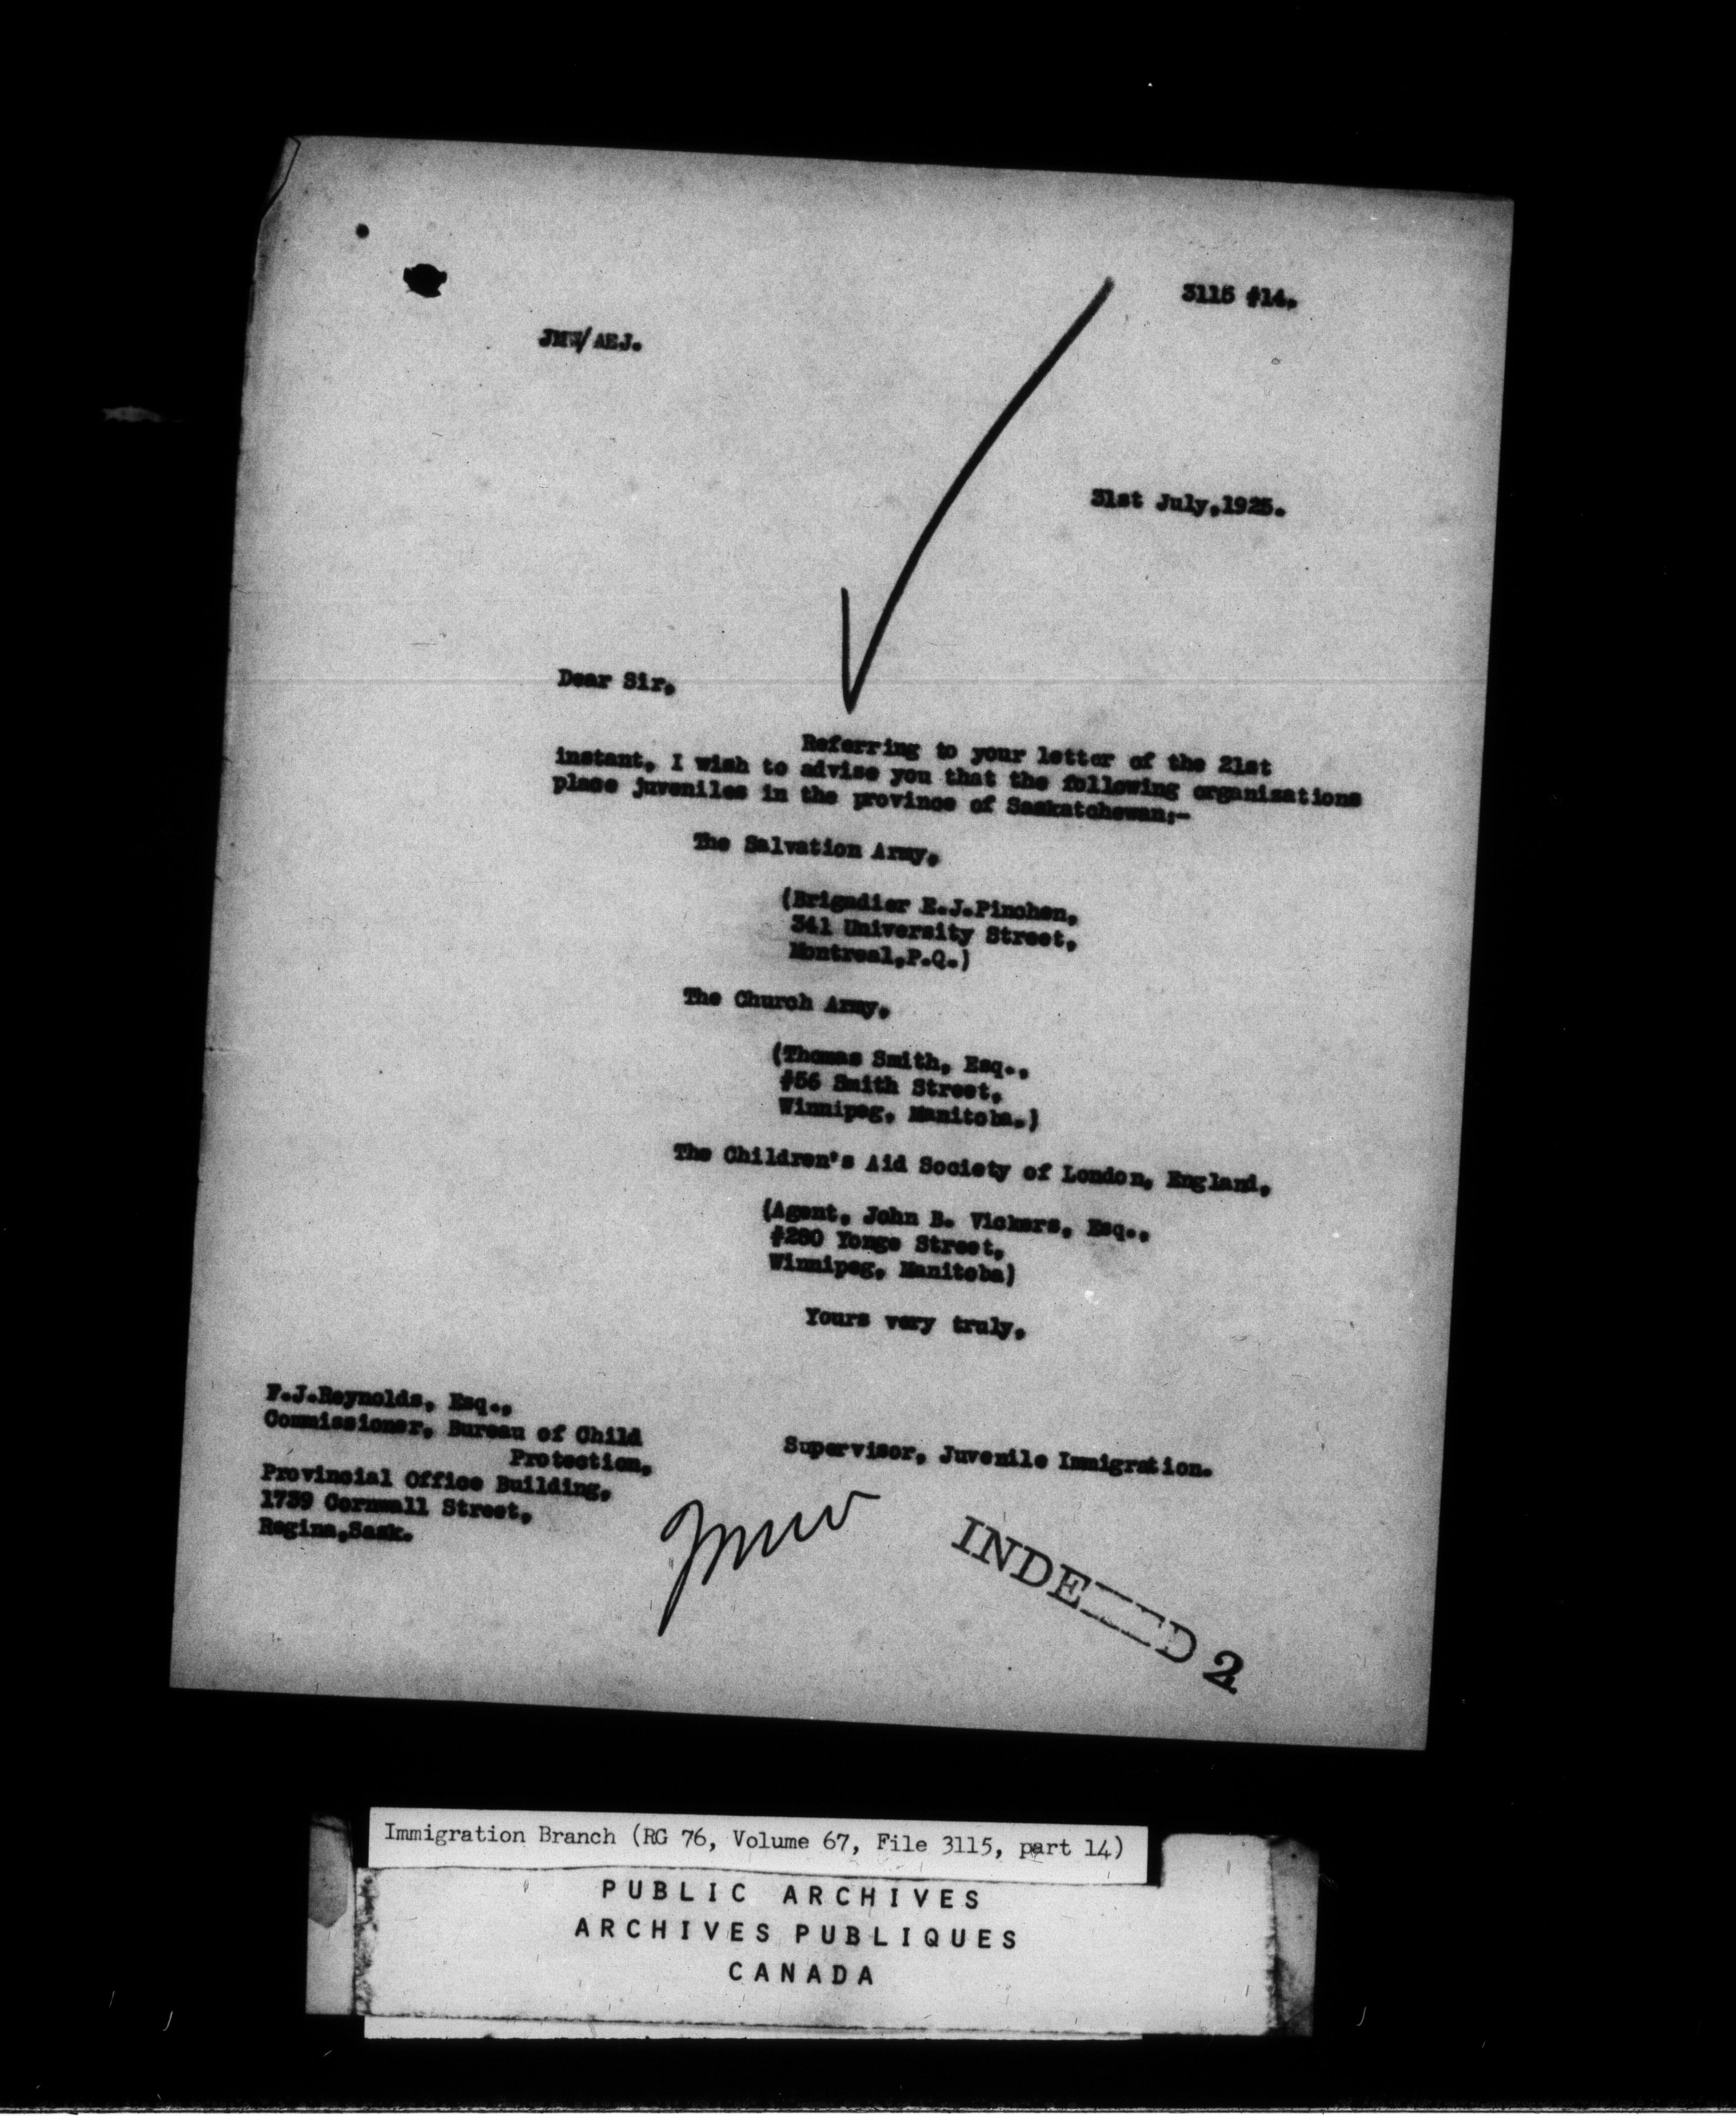 3115 #14.
JMW/AEJ.
31st July,1925.
Dear Sir,
Referring to your letter of the 21st
instant, I wish to advise you that the following organizations
place juveniles in the province of Saskatchewan:-
The Salvation Army,
(Brigadier E.J.Pinchen,
341 University Street,
Montreal,P.Q.)
The Church Army,
(Thomas Smith, Esq.,
#56 Smith Street,
Winnipeg, Manitoba.)
The Children's Aid Society of London, England,
(Agent, John B. Vickers, Esq.,
#280 Yonge Street,
Winnipeg, Manitoba)
Yours very truly,
F.J.Reynolds, Esq.,
Commissioner, Bureau of Child
Protection,
Provincial Office Building,
1739 Cornwall Street,
Regina,Sask.
Supervisor, Juvenile Immigration.
JMW
INDEXED 2
Immigration Branch (RG 76, Volume 67, File 3115, part 14)
PUBLIC ARCHIVES
ARCHIVES PUBLIQUES
CANADA